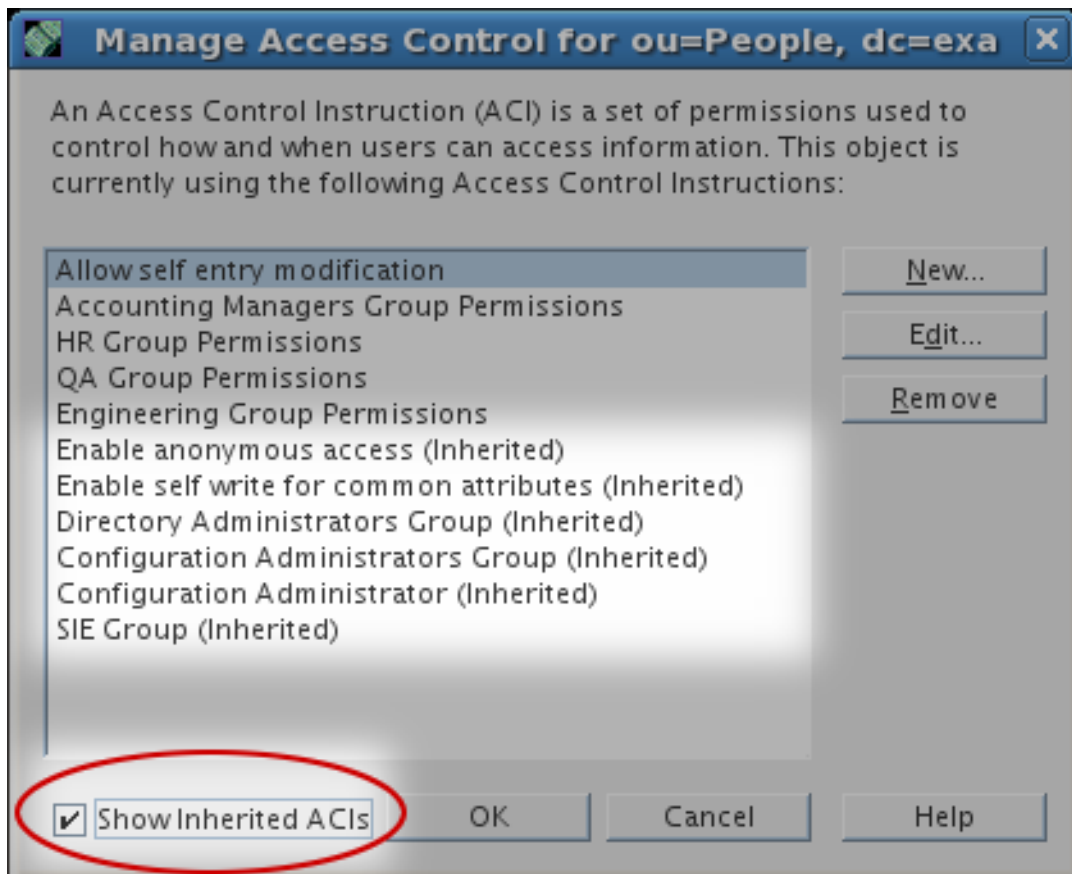 Manage Access Control for ou=People, dc=exa
An Access Control Instruction (ACI) is a set of permissions used to
control how and when users can access information. This object is
currently using the following Access Control Instructions:
Allow self entry modification
Accounting Managers Group Permissions
HR Group Permissions
QA Group Permissions
Engineering Group Permissions
Enable anonymous access (Inherited)
Enable self write for common attributes (Inherited)
Directory Administrators Group (Inherited)
Configuration Administrators Group (Inherited)
Configuration Administrator (Inherited)
SIE Group (Inherited)
New...
Edit...
Remove
Show Inherited ACIs
OK
Cancel
Help